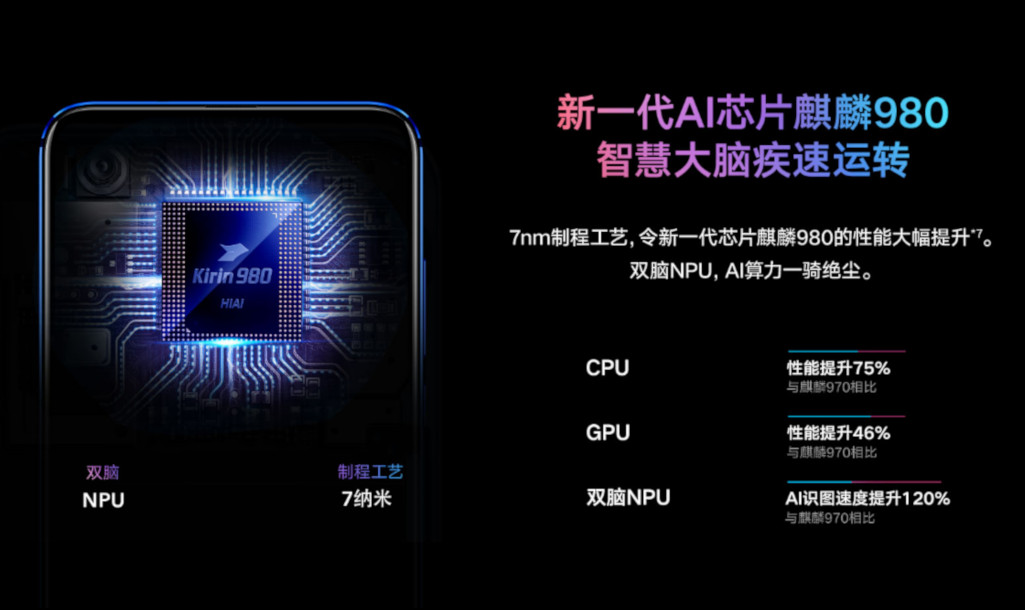 新一代AI芯片麒麟980
智慧大脑疾速运转
7nm制程工艺,令新一代芯片麒麟980的性能大幅提升*7。
双脑NPU, AI算力一骑绝尘。
Kirin 980
HIAI
双脑
NPU
制程工艺
7纳米
CPU
性能提升75%
与麒麟970相比
GPU
性能提升46%
与麒麟970相比
双脑NPU
AI识图速度提升120%
与麒麟970相比